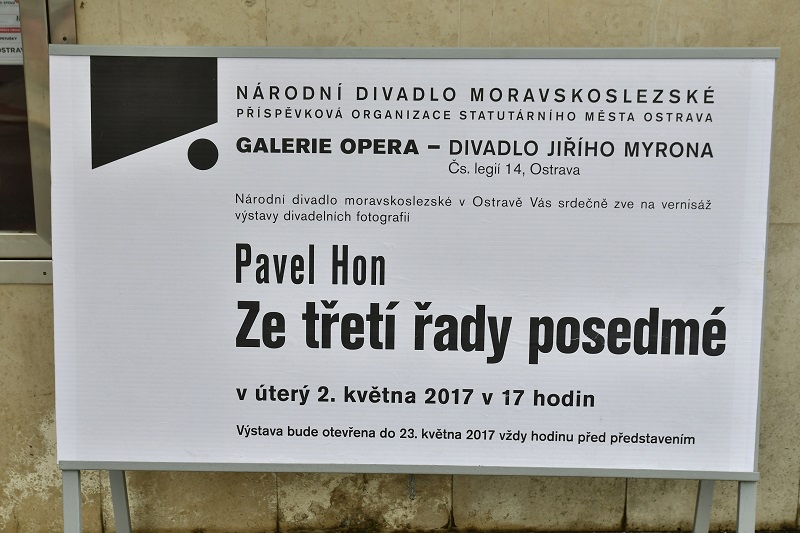 OSTRAV
NÁRODNÍ DIVADLO MORAVSKOSLEZSKÉ
PŘÍSPĚVKOVÁ ORGANIZACE STATUTÁRNÍHO MĚSTA OSTRAVA
GALERIE OPERA – DIVADLO JIŘÍHO MYRONA
Čs. legií 14, Ostrava
Národní divadlo moravskoslezské v Ostravě Vás srdečně zve na vernisáž
výstavy divadelních fotografií
Pavel Hon
Ze třetí řady posedmé
v úterý 2. května 2017 v 17 hodin
Výstava bude otevřena do 23. května 2017 vždy hodinu před představením